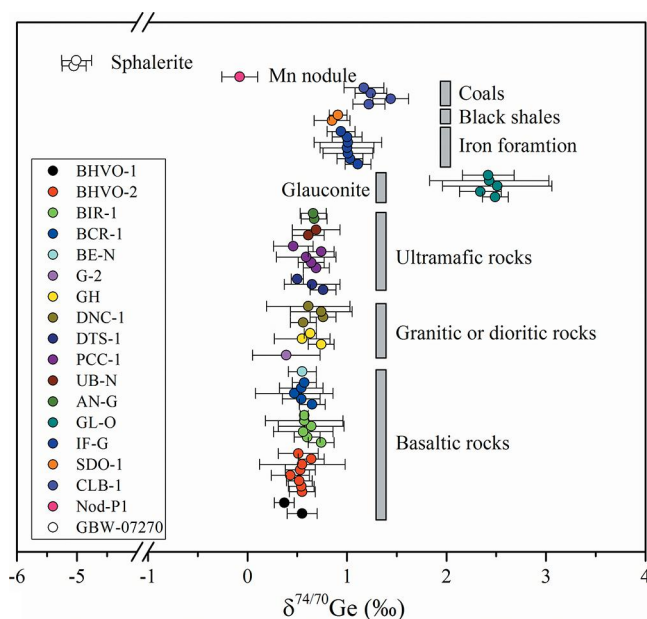 Sphalerite
Mn nodule
Coals
Black shales
Iron foramtion
Glauconite
Ultramafic rocks
Granitic or dioritic rocks
Basaltic rocks
BHVO-1
BHVO-2
BIR-1
BCR-1
BE-N
G-2
GH
DNC-1
DTS-1
PCC-1
UB-N
AN-G
GL-O
IF-G
SDO-1
CLB-1
Nod-P1
GBW-07270
-6 -5 -1 0 1 2 3 4
δ74/70Ge (‰)